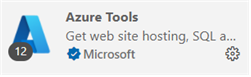 Azure Tools
12
Get web site hosting, SQL a...
Microsoft